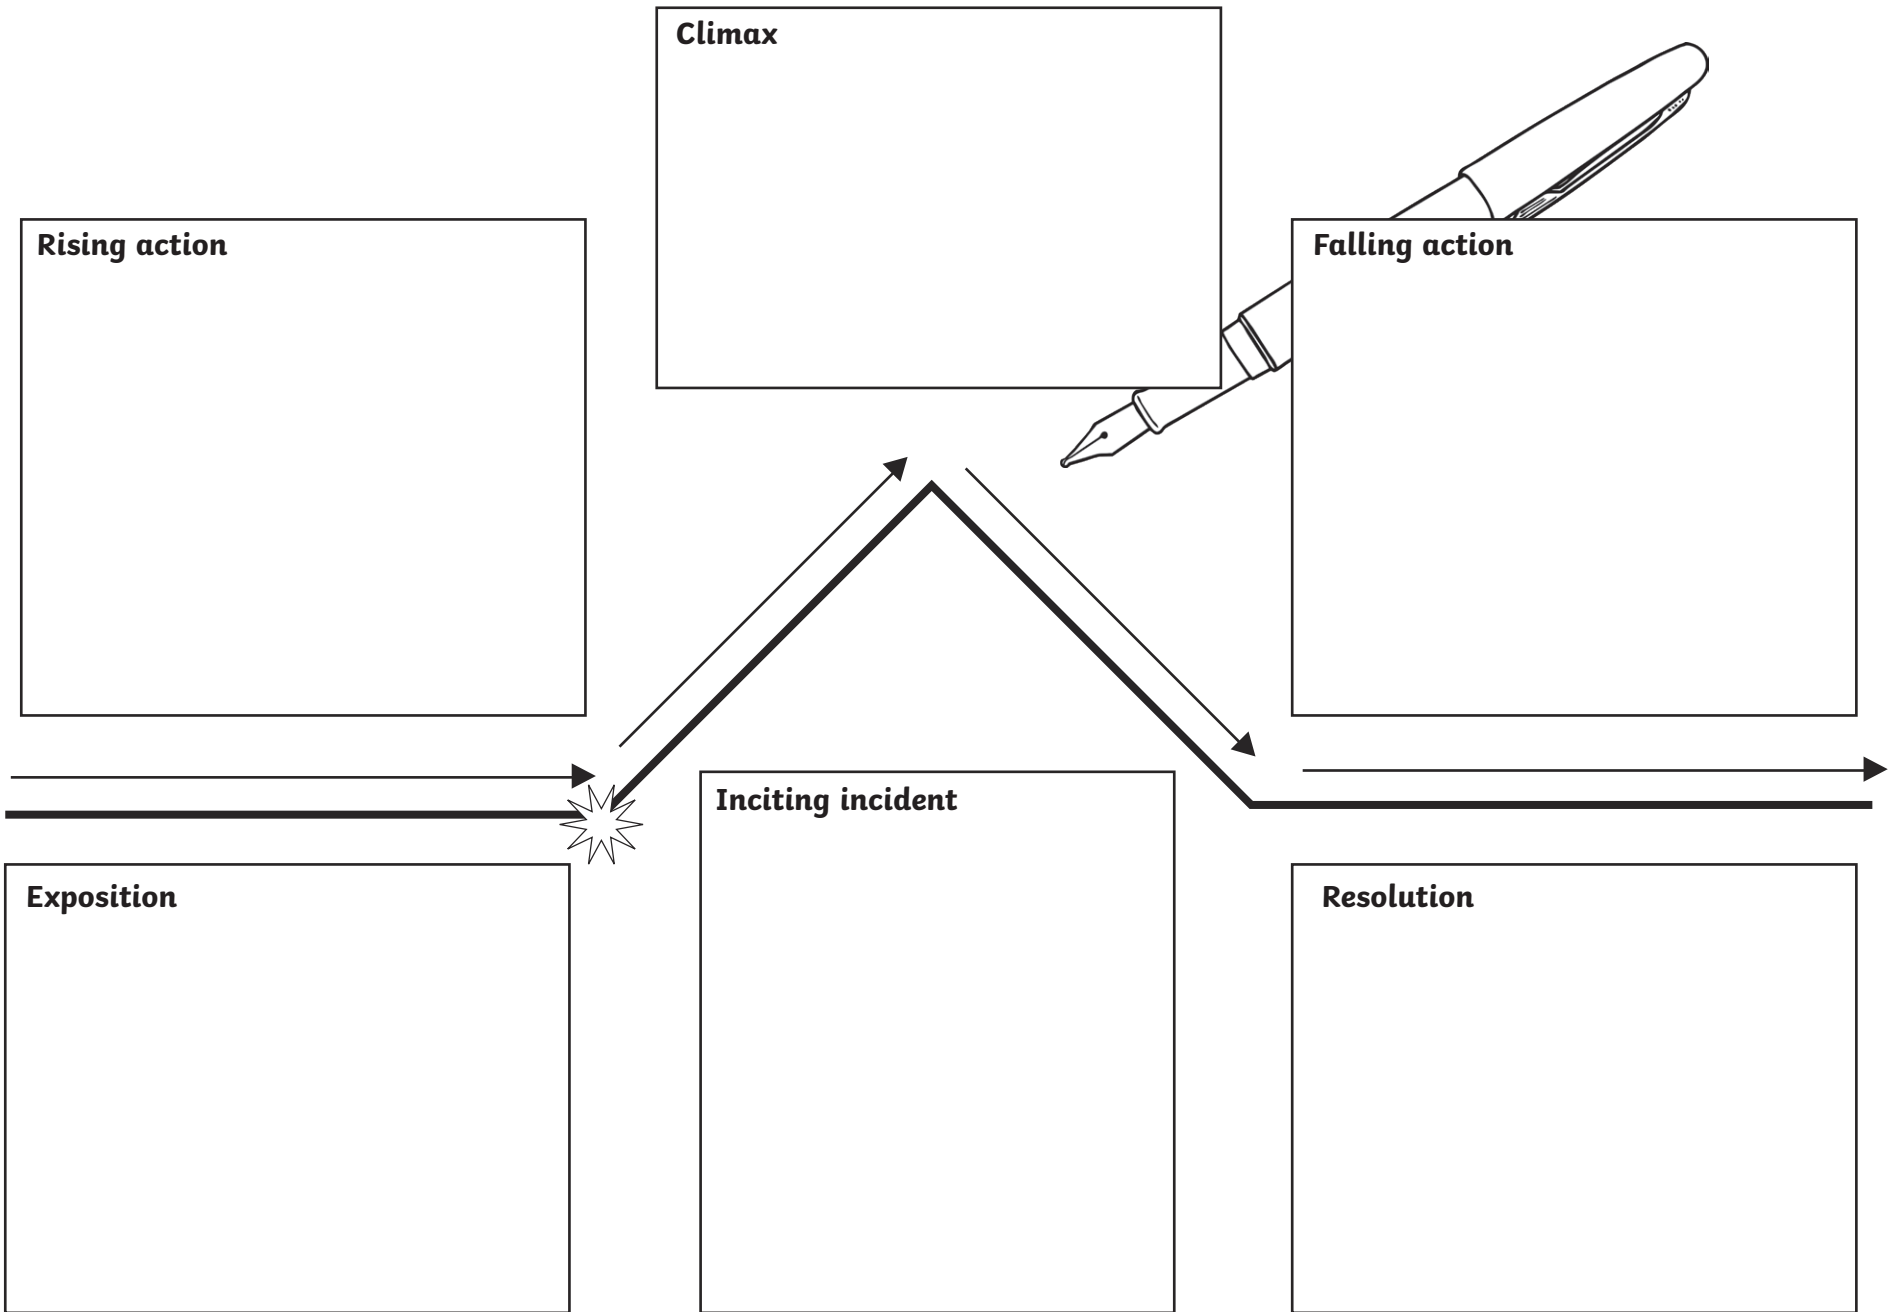 Climax
Rising action
Falling action
Inciting incident
Exposition
Resolution